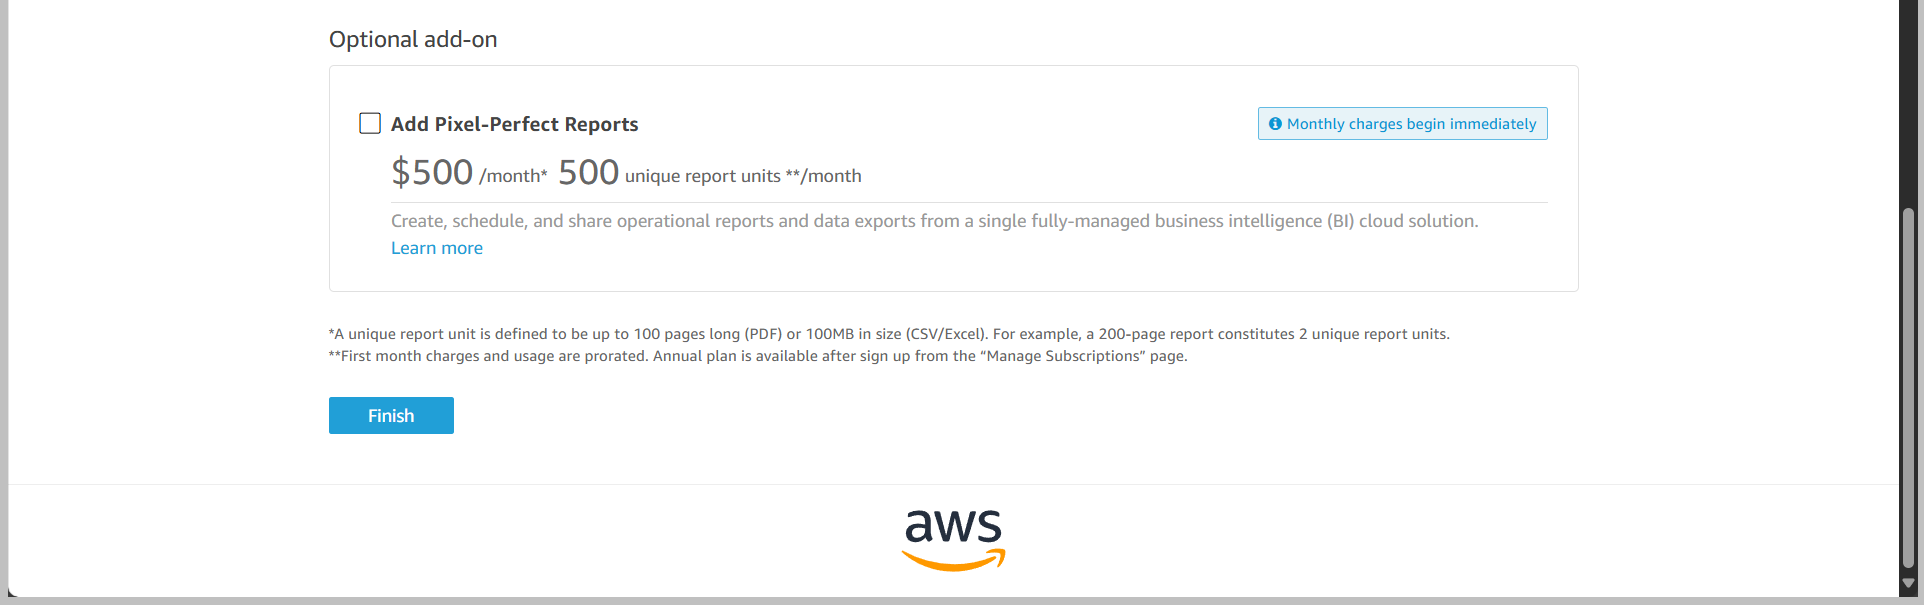 Optional add-on
Add Pixel-Perfect Reports
Monthly charges begin immediately
$500 /month* 500 unique report units **/month
Create, schedule, and share operational reports and data exports from a single fully-managed business intelligence (BI) cloud solution.
Learn more
*A unique report unit is defined to be up to 100 pages long (PDF) or 100MB in size (CSV/Excel). For example, a 200-page report constitutes 2 unique report units.
**First month charges and usage are prorated. Annual plan is available after sign up from the “Manage Subscriptions” page.
Finish
aws